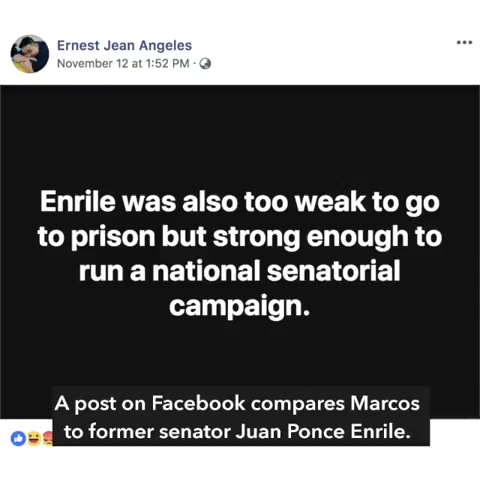 Ernest Jean Angeles
November 12 at 1:52 PM ·
Enrile was also too weak to go
to prison but strong enough to
run a national senatorial
campaign.
A post on Facebook compares Marcos
to former senator Juan Ponce Enrile.